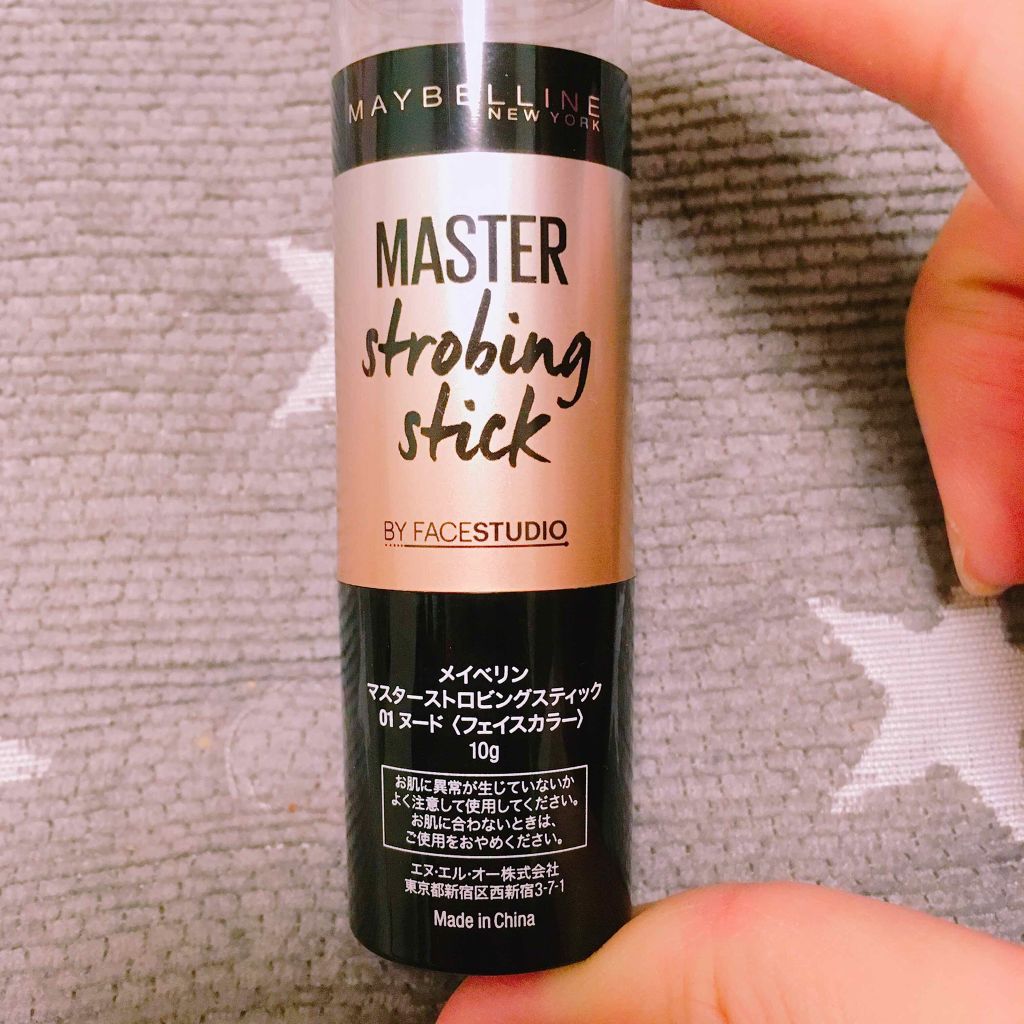 MAYBELLINE
NEW YORK
MASTER
strobing
stick
BY FACESTUDIO
メイベリン
マスターストロビングスティック
01 ヌード〈フェイスカラー〉
10g
お肌に異常が生じていないか
よく注意して使用してください。
お肌に合わないときは、
ご使用をおやめください。
エヌ・エル・オー株式会社
東京都新宿区西新宿3-7-1
Made in China